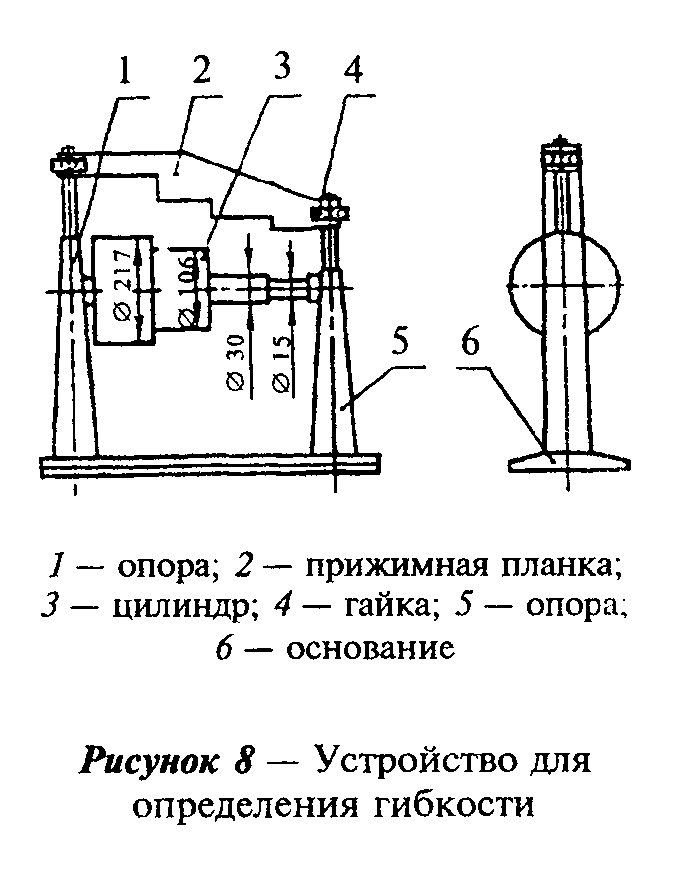 1 2 3 4
Ø 217
Ø 106
Ø 30
Ø 15
5 6
1 — опора; 2 — прижимная планка;
3 — цилиндр; 4 — гайка; 5 — опора;
6 — основание
Рисунок 8 — Устройство для
определения гибкости